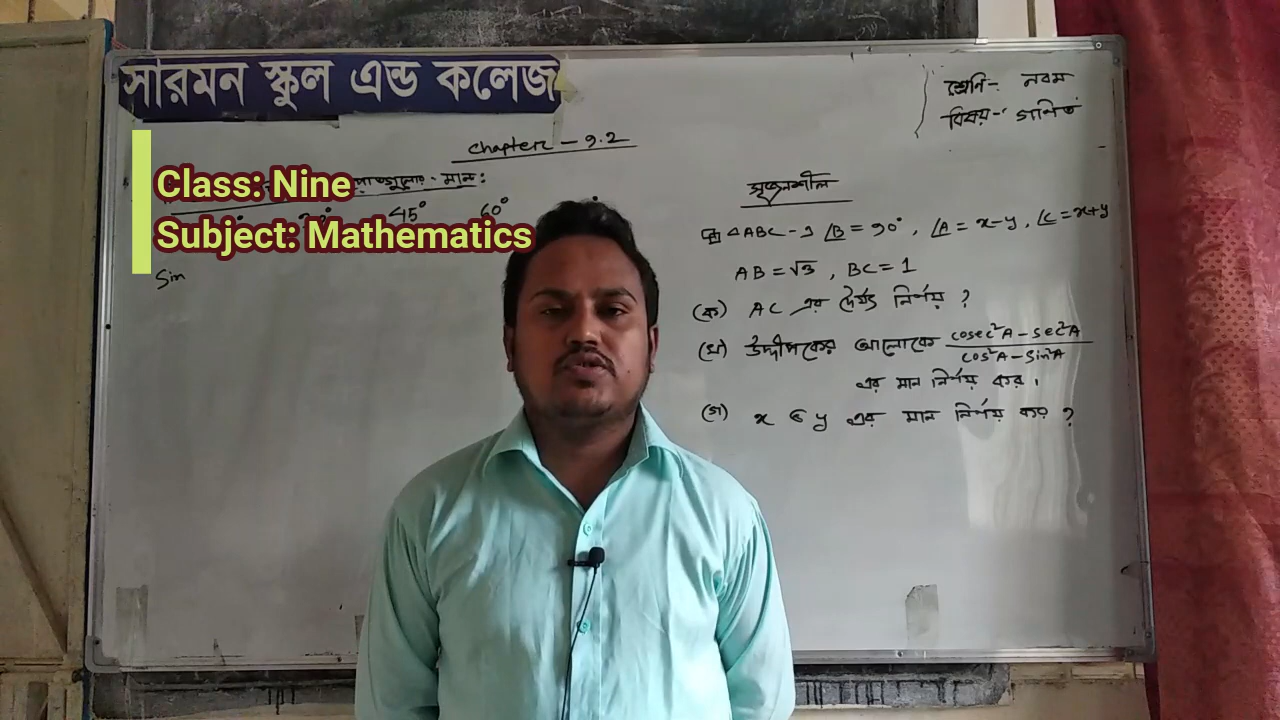 সারমন স্কুল এন্ড কলেজ
শ্রেণি- নবম
বিষয়-: গণিত
Chapter - 9.2
মান:
Class: Nine
45° 60°
Subject: Mathematics
Sin
সৃজনশীল
△ABC-এ ∠B = 90°, ∠A = x-y, ∠C = x+y
AB = √3, BC = 1
(ক) AC এর দৈর্ঘ্য নির্ণয় ?
(খ) উদ্দীপকের আলোকে (cosec²A - sec²A)/(cos²A - sin²A)
এর মান নির্ণয় কর।
(গ) x ও y এর মান নির্ণয় কর ?